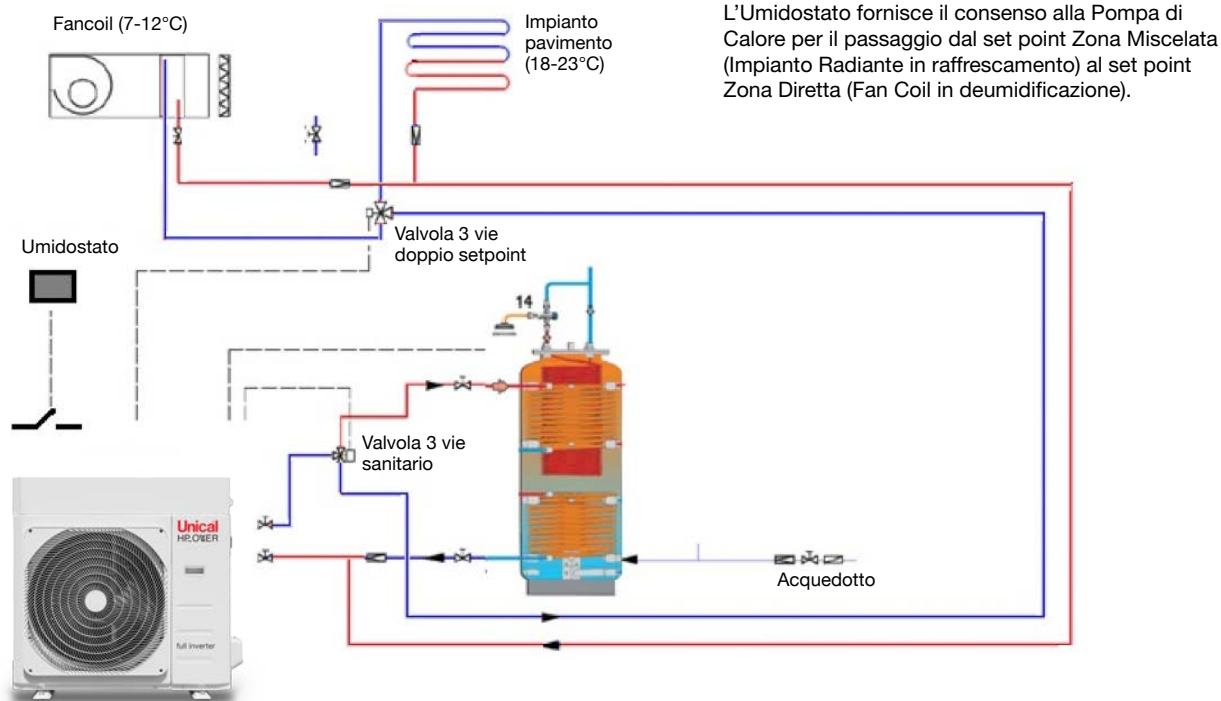 Fancoil (7-12°C)
Impianto
pavimento
(18-23°C)
L'Umidostato fornisce il consenso alla Pompa di
Calore per il passaggio dal set point Zona Miscelata
(Impianto Radiante in raffrescamento) al set point
Zona Diretta (Fan Coil in deumidificazione).
Umidostato
Valvola 3 vie
doppio setpoint
14
Valvola 3 vie
sanitario
Unical
HP_OWER
full inverter
Acquedotto